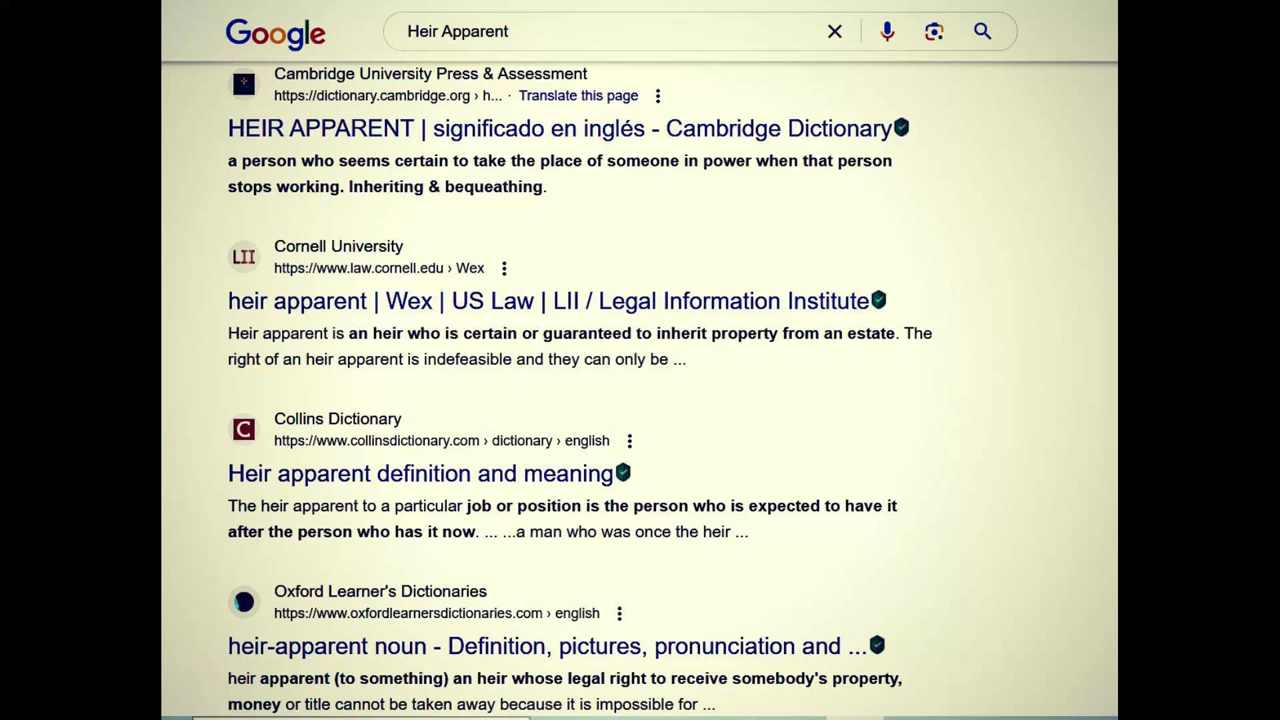 Google
Heir Apparent
Cambridge University Press & Assessment
https://dictionary.cambridge.org › h... · Translate this page
HEIR APPARENT | significado en inglés - Cambridge Dictionary
a person who seems certain to take the place of someone in power when that person
stops working. Inheriting & bequeathing.
LII
Cornell University
https://www.law.cornell.edu › Wex
heir apparent | Wex | US Law | LII / Legal Information Institute
Heir apparent is an heir who is certain or guaranteed to inherit property from an estate. The
right of an heir apparent is indefeasible and they can only be ...
C
Collins Dictionary
https://www.collinsdictionary.com › dictionary › english
Heir apparent definition and meaning
The heir apparent to a particular job or position is the person who is expected to have it
after the person who has it now. ... ...a man who was once the heir ...
Oxford Learner's Dictionaries
https://www.oxfordlearnersdictionaries.com › english
heir-apparent noun - Definition, pictures, pronunciation and ...
heir apparent (to something) an heir whose legal right to receive somebody's property,
money or title cannot be taken away because it is impossible for ...